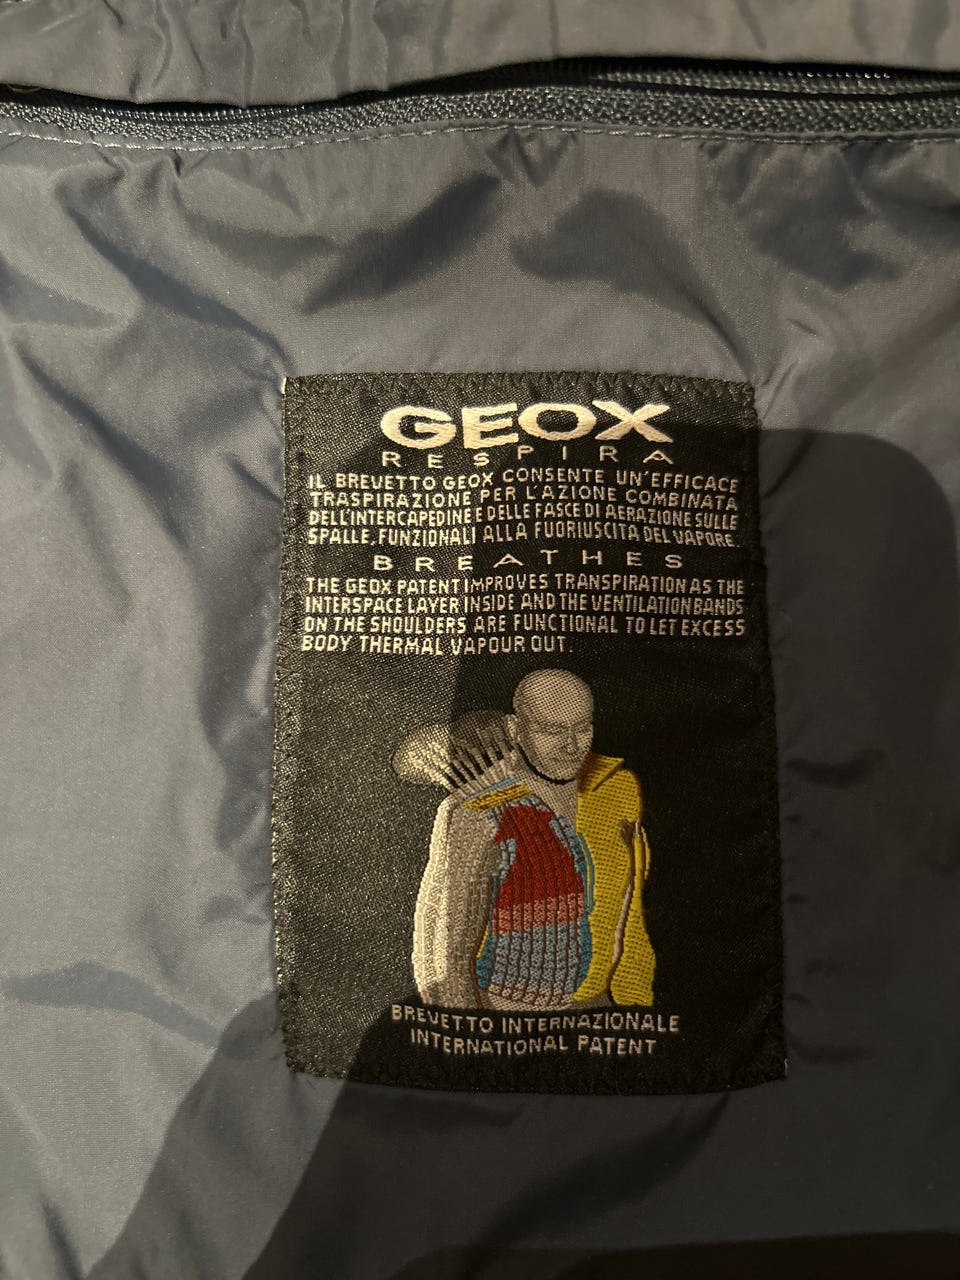 GEOX
RESPIRA
IL BREVETTO GEOX CONSENTE UN'EFFICACE
TRASPIRAZIONE PER L'AZIONE COMBINATA
DELL'INTERCAPEDINE E DELLE FASCE DI AERAZIONE SULLE
SPALLE, FUNZIONALI ALLA FUORIUSCITA DEL VAPORE.
BREATHES
THE GEOX PATENT IMPROVES TRANSPIRATION AS THE
INTERSPACE LAYER INSIDE AND THE VENTILATION BANDS
ON THE SHOULDERS ARE FUNCTIONAL TO LET EXCESS
BODY THERMAL VAPOUR OUT.
BREVETTO INTERNAZIONALE
INTERNATIONAL PATENT